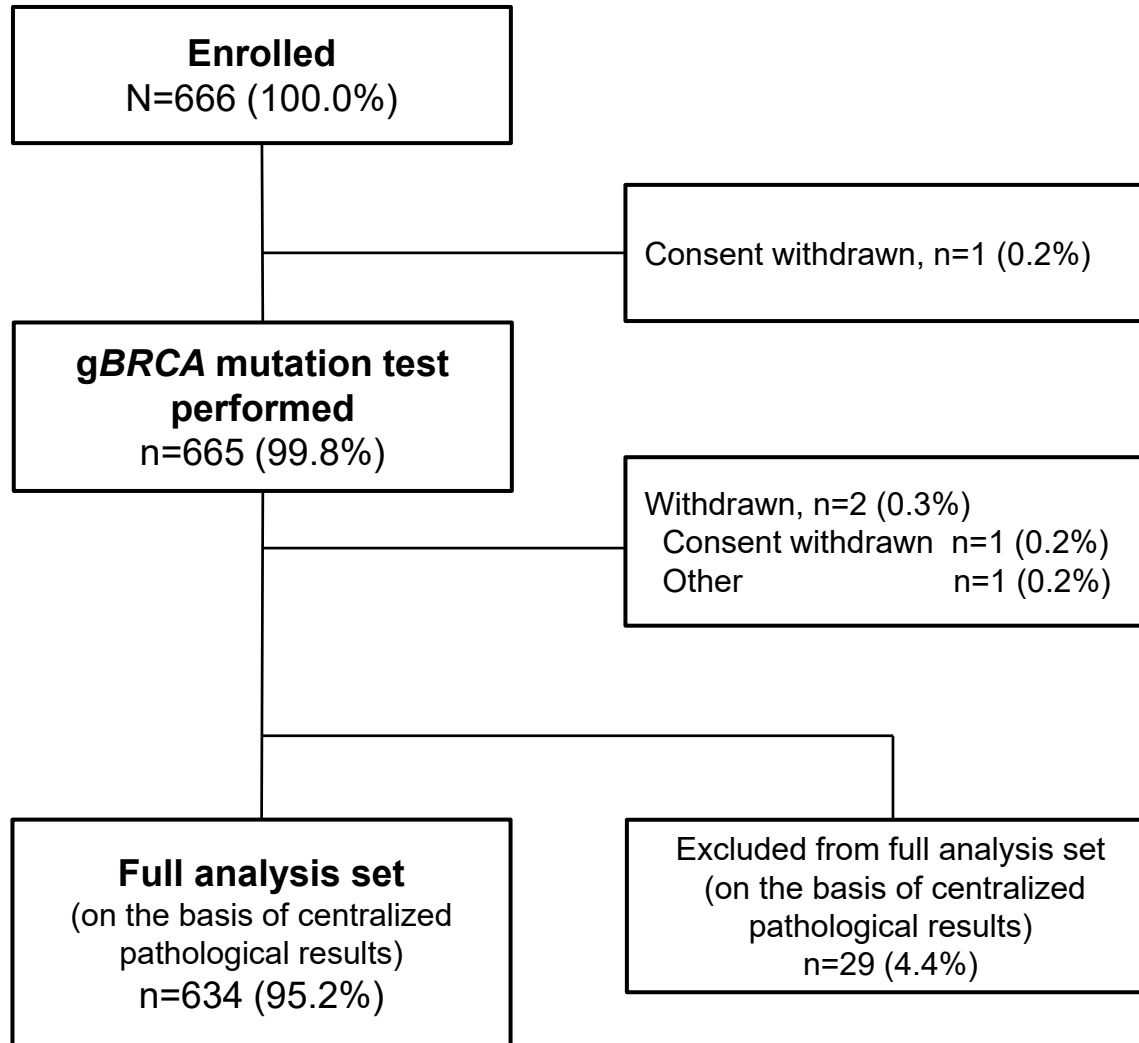 Enrolled
N=666 (100.0%)
Consent withdrawn, n=1 (0.2%)
gBRCA mutation test
performed
n=665 (99.8%)
Withdrawn, n=2 (0.3%)
Consent withdrawn n=1 (0.2%)
Other n=1 (0.2%)
Full analysis set
(on the basis of centralized
pathological results)
n=634 (95.2%)
Excluded from full analysis set
(on the basis of centralized
pathological results)
n=29 (4.4%)